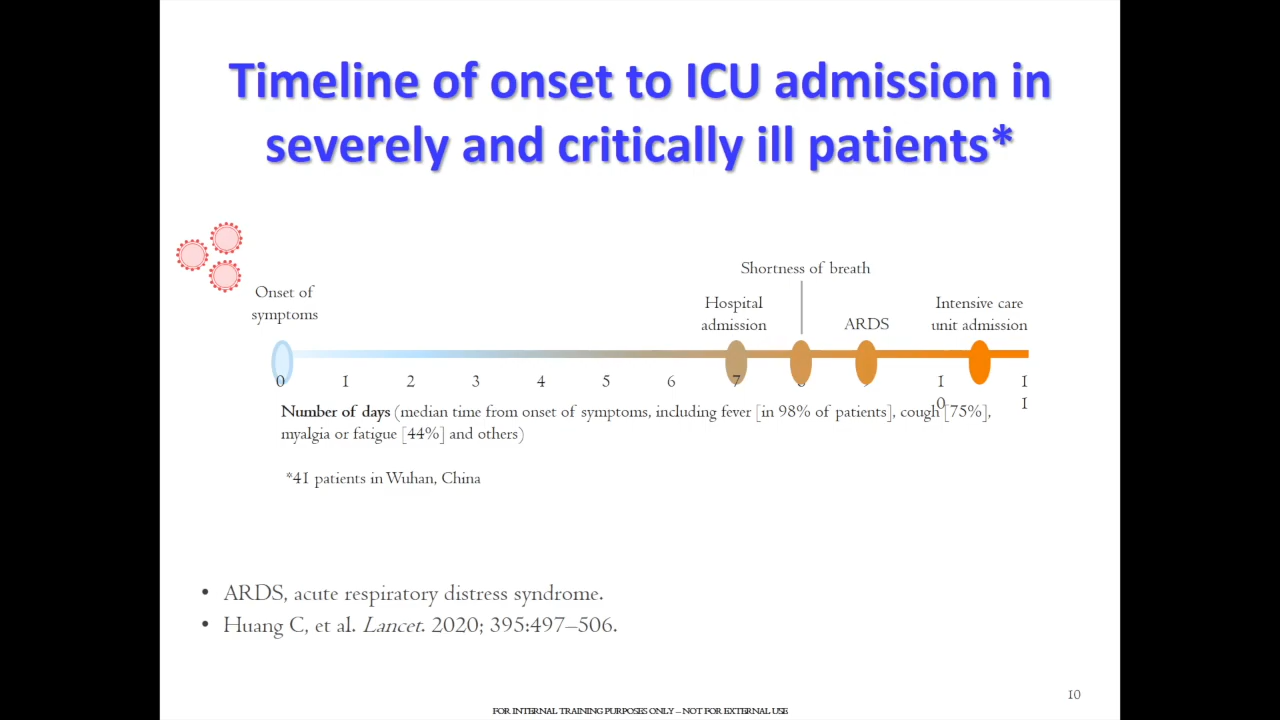 Timeline of onset to ICU admission in
severely and critically ill patients*
Shortness of breath
Onset of
symptoms
Hospital
admission
ARDS
Intensive care
unit admission
0 1 2 3 4 5 6 7 10 11
Number of days (median time from onset of symptoms, including fever [in 98% of patients], cough [75%],
myalgia or fatigue [44%] and others)
*41 patients in Wuhan, China
• ARDS, acute respiratory distress syndrome.
• Huang C, et al. Lancet. 2020; 395:497–506.
10
FOR INTERNAL TRAINING PURPOSES ONLY – NOT FOR EXTERNAL USE